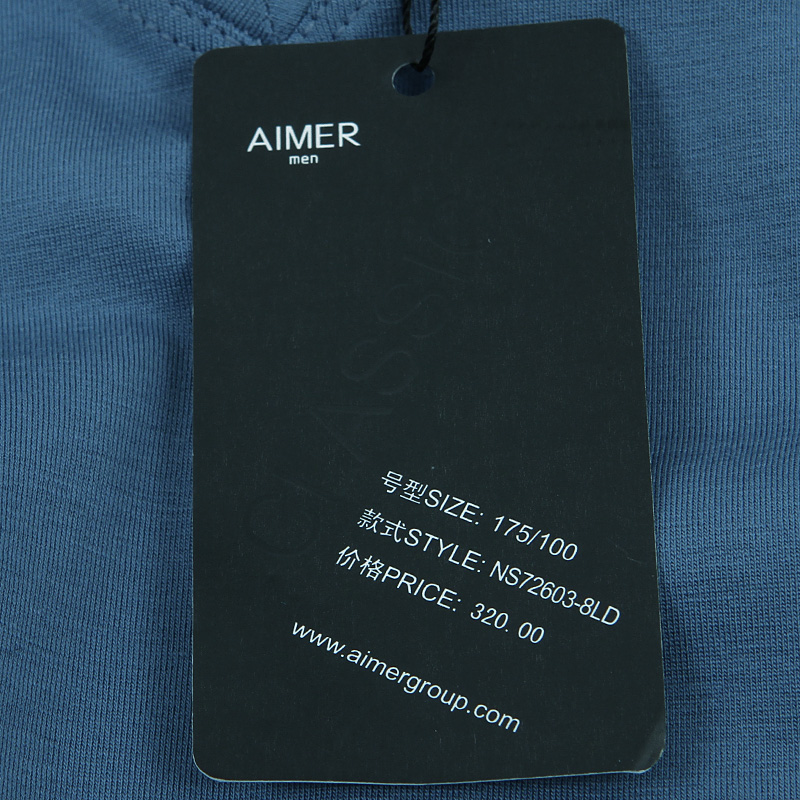 AIMER
men
号型SIZE: 175/100
款式STYLE: NS72603-8LD
价格PRICE: 320.00
www.aimergroup.com